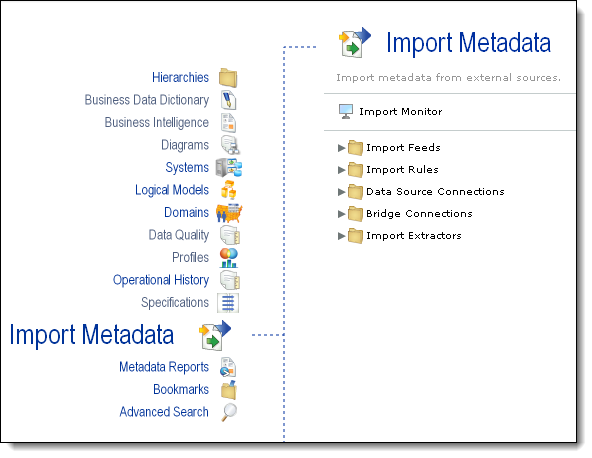 Hierarchies
Business Data Dictionary
Business Intelligence
Diagrams
Systems
Logical Models
Domains
Data Quality
Profiles
Operational History
Specifications
Import Metadata
Metadata Reports
Bookmarks
Advanced Search
Import Metadata
Import metadata from external sources.
Import Monitor
Import Feeds
Import Rules
Data Source Connections
Bridge Connections
Import Extractors